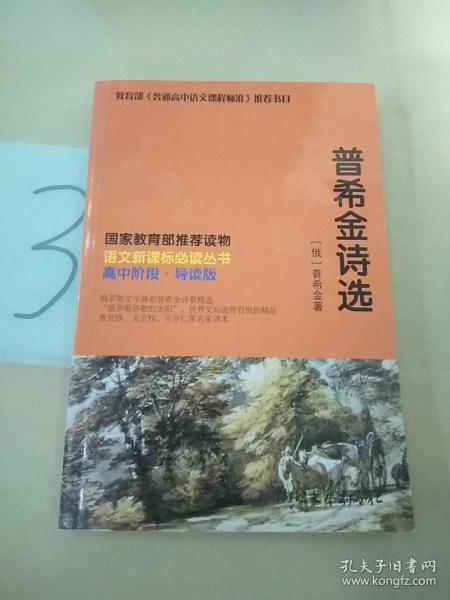 教育部《普通高中语文课程标准》推荐书目
普希金诗选
［俄］普希金著
国家教育部推荐读物
语文新课标必读丛书
高中阶段·导读版
俄罗斯文学鼻祖普希金诗歌精选
“俄罗斯诗歌的太阳”，世界文坛流传百世的精品
查良铮、文宝权、王守仁等名家译本
3
孔夫子旧书网
www.kongfz.com